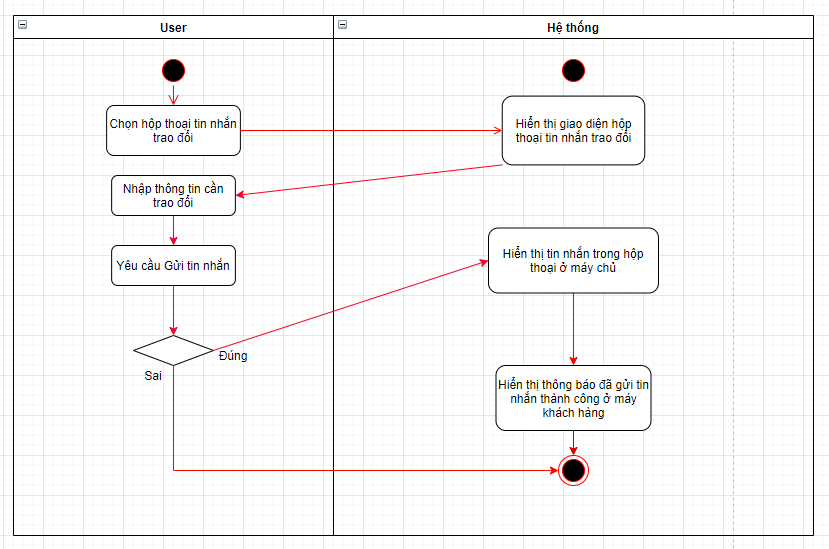 User
Hệ thống
Chọn hộp thoại tin nhắn
trao đổi
Hiển thị giao diện hộp
thoại tin nhắn trao đổi
Nhập thông tin cần
trao đổi
Yêu cầu Gửi tin nhắn
Hiển thị tin nhắn trong hộp
thoại ở máy chủ
Đúng
Sai
Hiển thị thông báo đã gửi tin
nhắn thành công ở máy
khách hàng